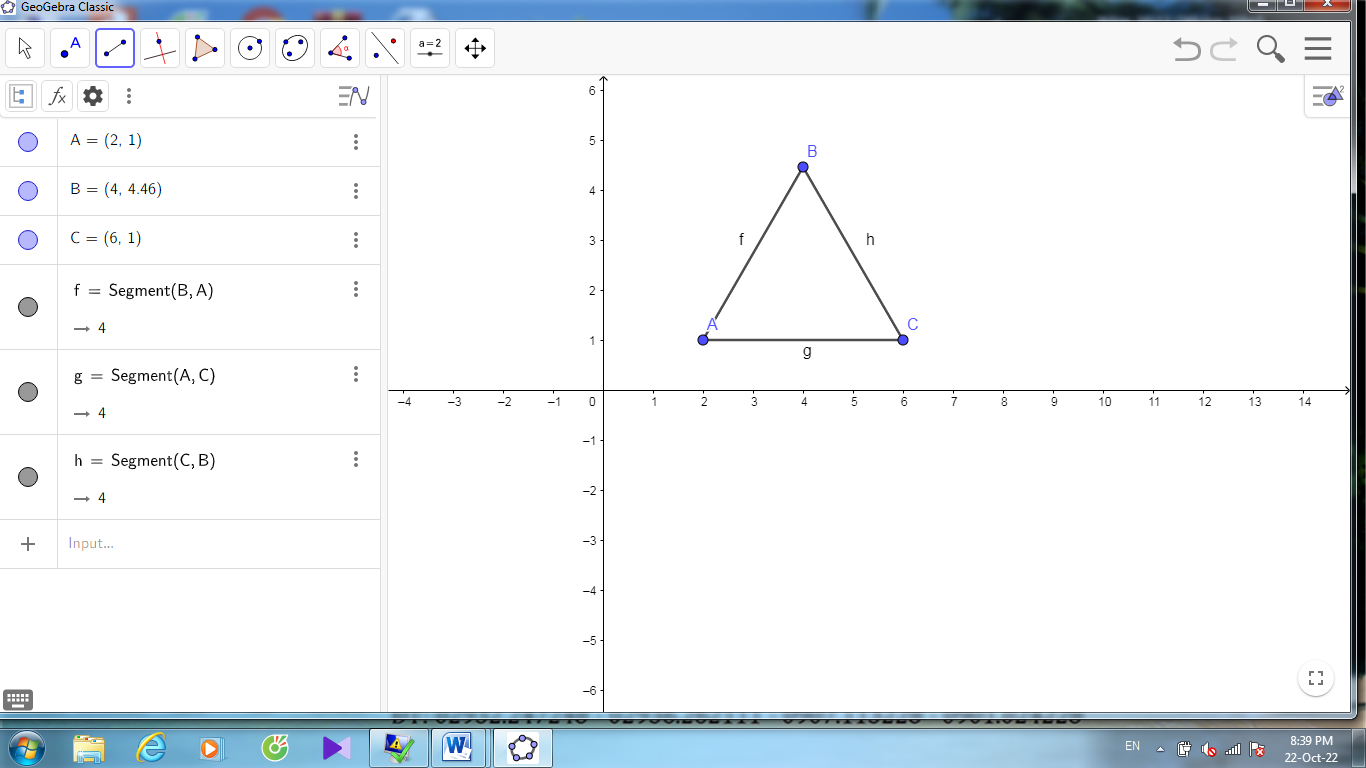 GeoGebra Classic
A
α
a=2
fx
2
A = (2, 1)
B = (4, 4.46)
C = (6, 1)
f = Segment(B, A)
→ 4
g = Segment(A, C)
→ 4
h = Segment(C, B)
→ 4
+ Input...
6
5
4
3
2
1
0
−1
−2
−3
−4
−5
−6
−4 −3 −2 −1 1 2 3 4 5 6 7 8 9 10 11 12 13 14
B
f
h
A
C
g
EN
8:39 PM
22-Oct-22